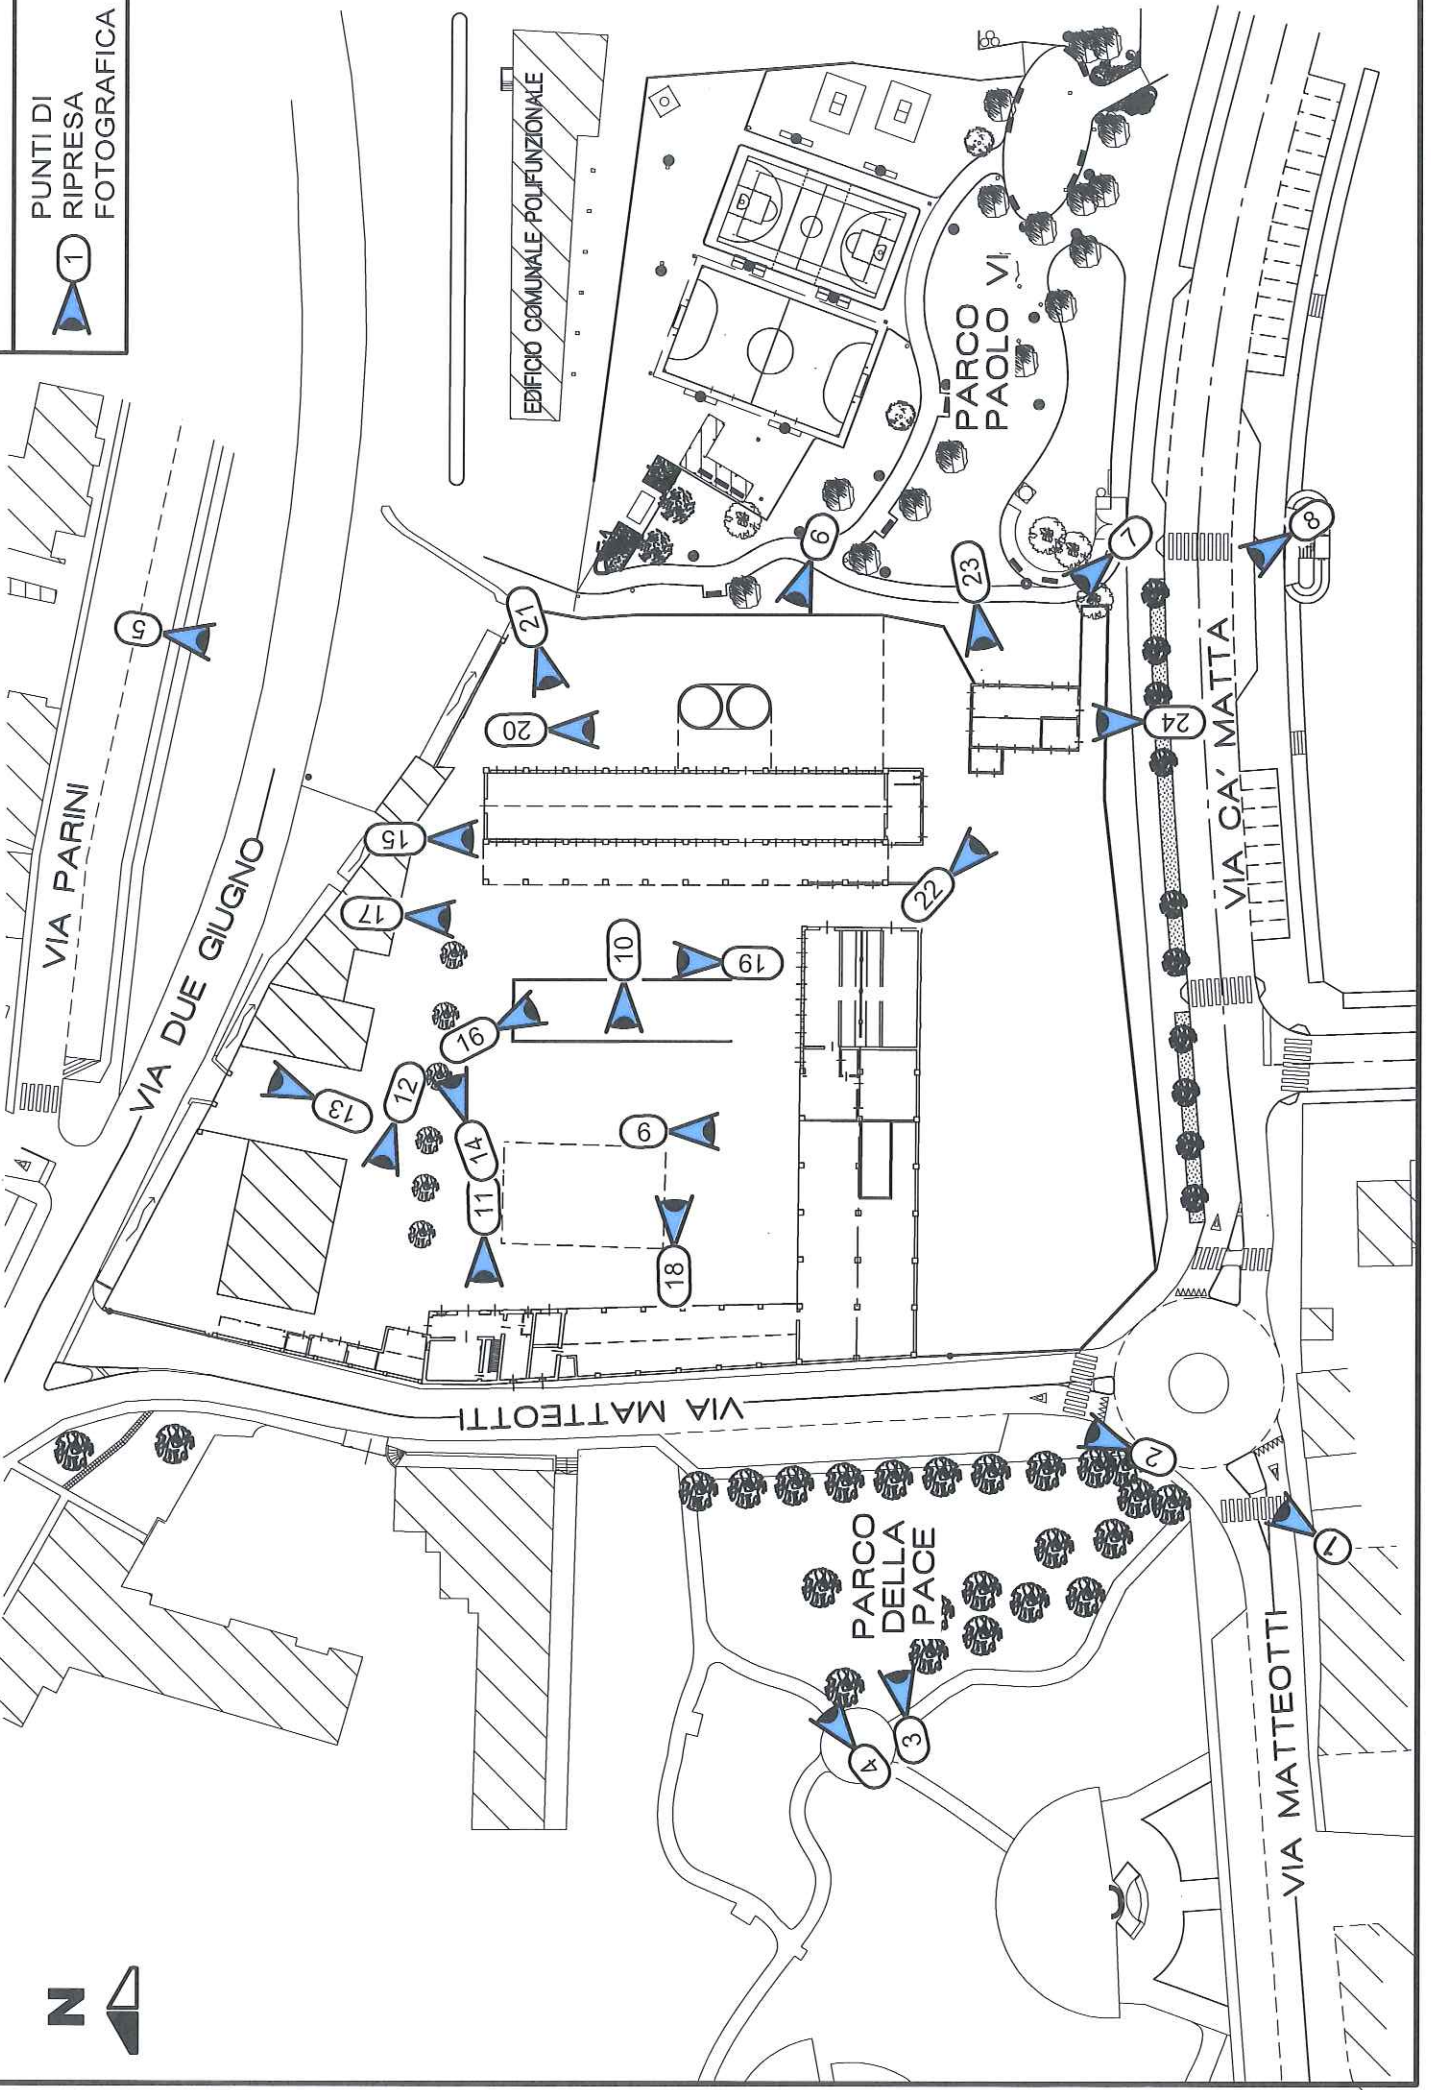 PUNTI DI
1 RIPRESA
FOTOGRAFICA
N
VIA PARINI
5
VIA DUE GIUGNO
EDIFICIO COMUNALE POLIFUNZIONALE
21
20
15
17
13
12
16
10
19
14
11
9
18
22
6
23
7
8
24
PARCO
PAOLO VI
VIA CA' MATTA
VIA MATTEOTTI
2
1
PARCO
DELLA
PACE
3
4
VIA MATTEOTTI